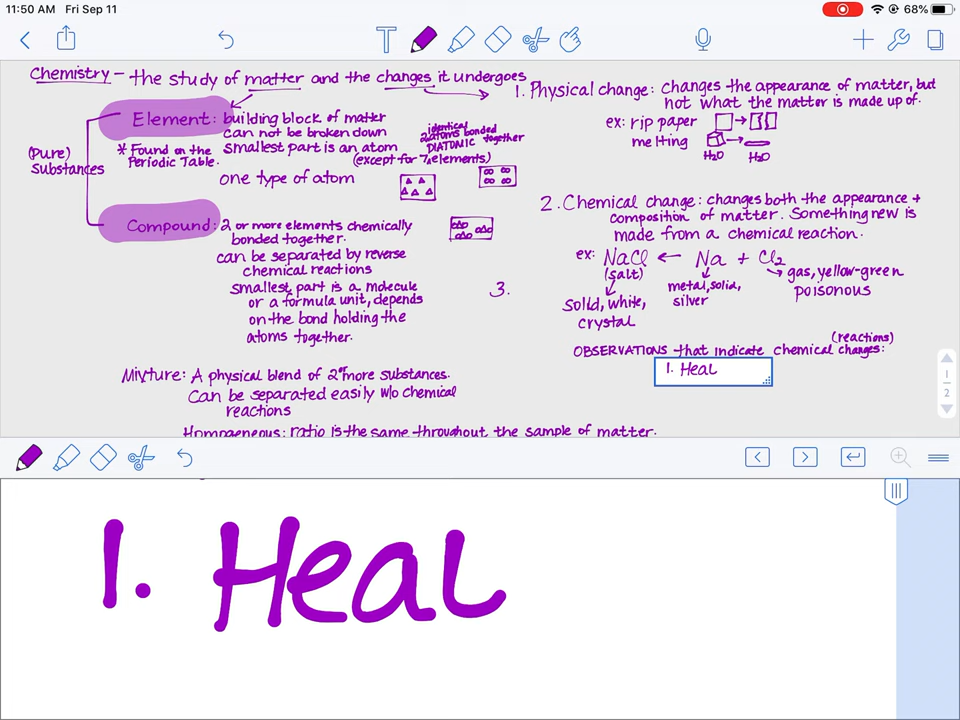 11:50 AM Fri Sep 11
68%
Chemistry – the study of matter and the changes it undergoes
Element: building block of matter
can not be broken down
smallest part is an atom
(except for 7 elements)
identical
2 atoms bonded
DIATONIC together
* Found on the
Periodic Table.
one type of atom
(Pure)
Substances
Compound: 2 or more elements chemically
bonded together.
can be separated by reverse
chemical reactions
smallest part is a molecule
or a formula unit, depends
on the bond holding the
atoms together.
Mixture: A physical blend of 2 or more substances.
Can be separated easily w/o chemical
reactions
Homogeneous: ratio is the same throughout the sample of matter.
1. Physical change: changes the appearance of matter, but
not what the matter is made up of.
ex: rip paper
melting
H2O H2O
2. Chemical change: changes both the appearance +
composition of matter. Something new is
made from a chemical reaction.
ex: NaCl ← Na + Cl2
(salt)
solid, white,
crystal
metal, solid,
silver
gas, yellow-green
poisonous
3.
OBSERVATIONS that indicate chemical changes:
(reactions)
1. Heal
1
2
1. Heal